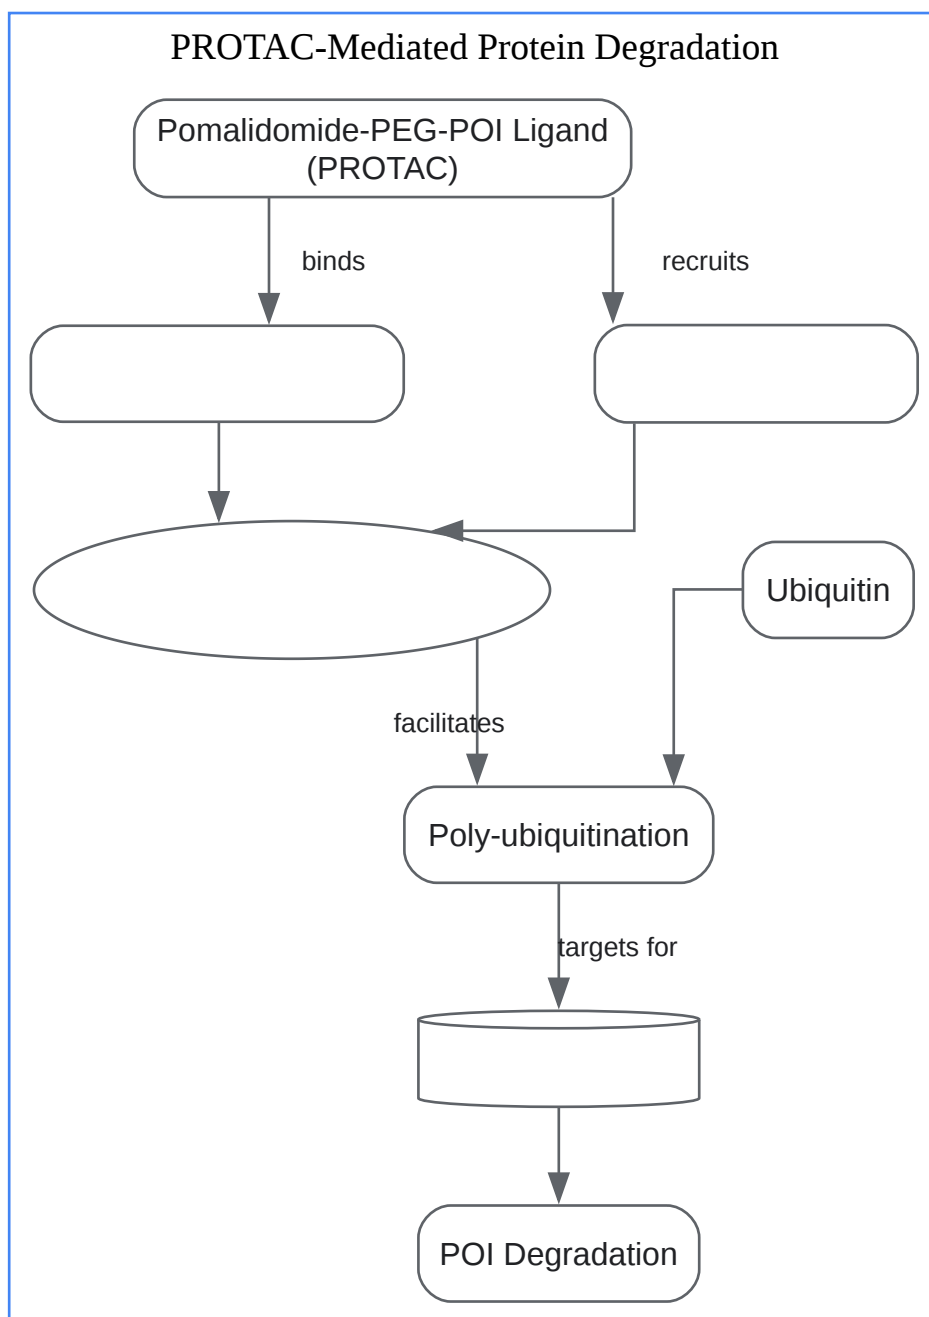 PROTAC-Mediated Protein Degradation
Pomalidomide-PEG-POI Ligand
(PROTAC)
binds
recruits
Ubiquitin
facilitates
Poly-ubiquitination
targets for
POI Degradation